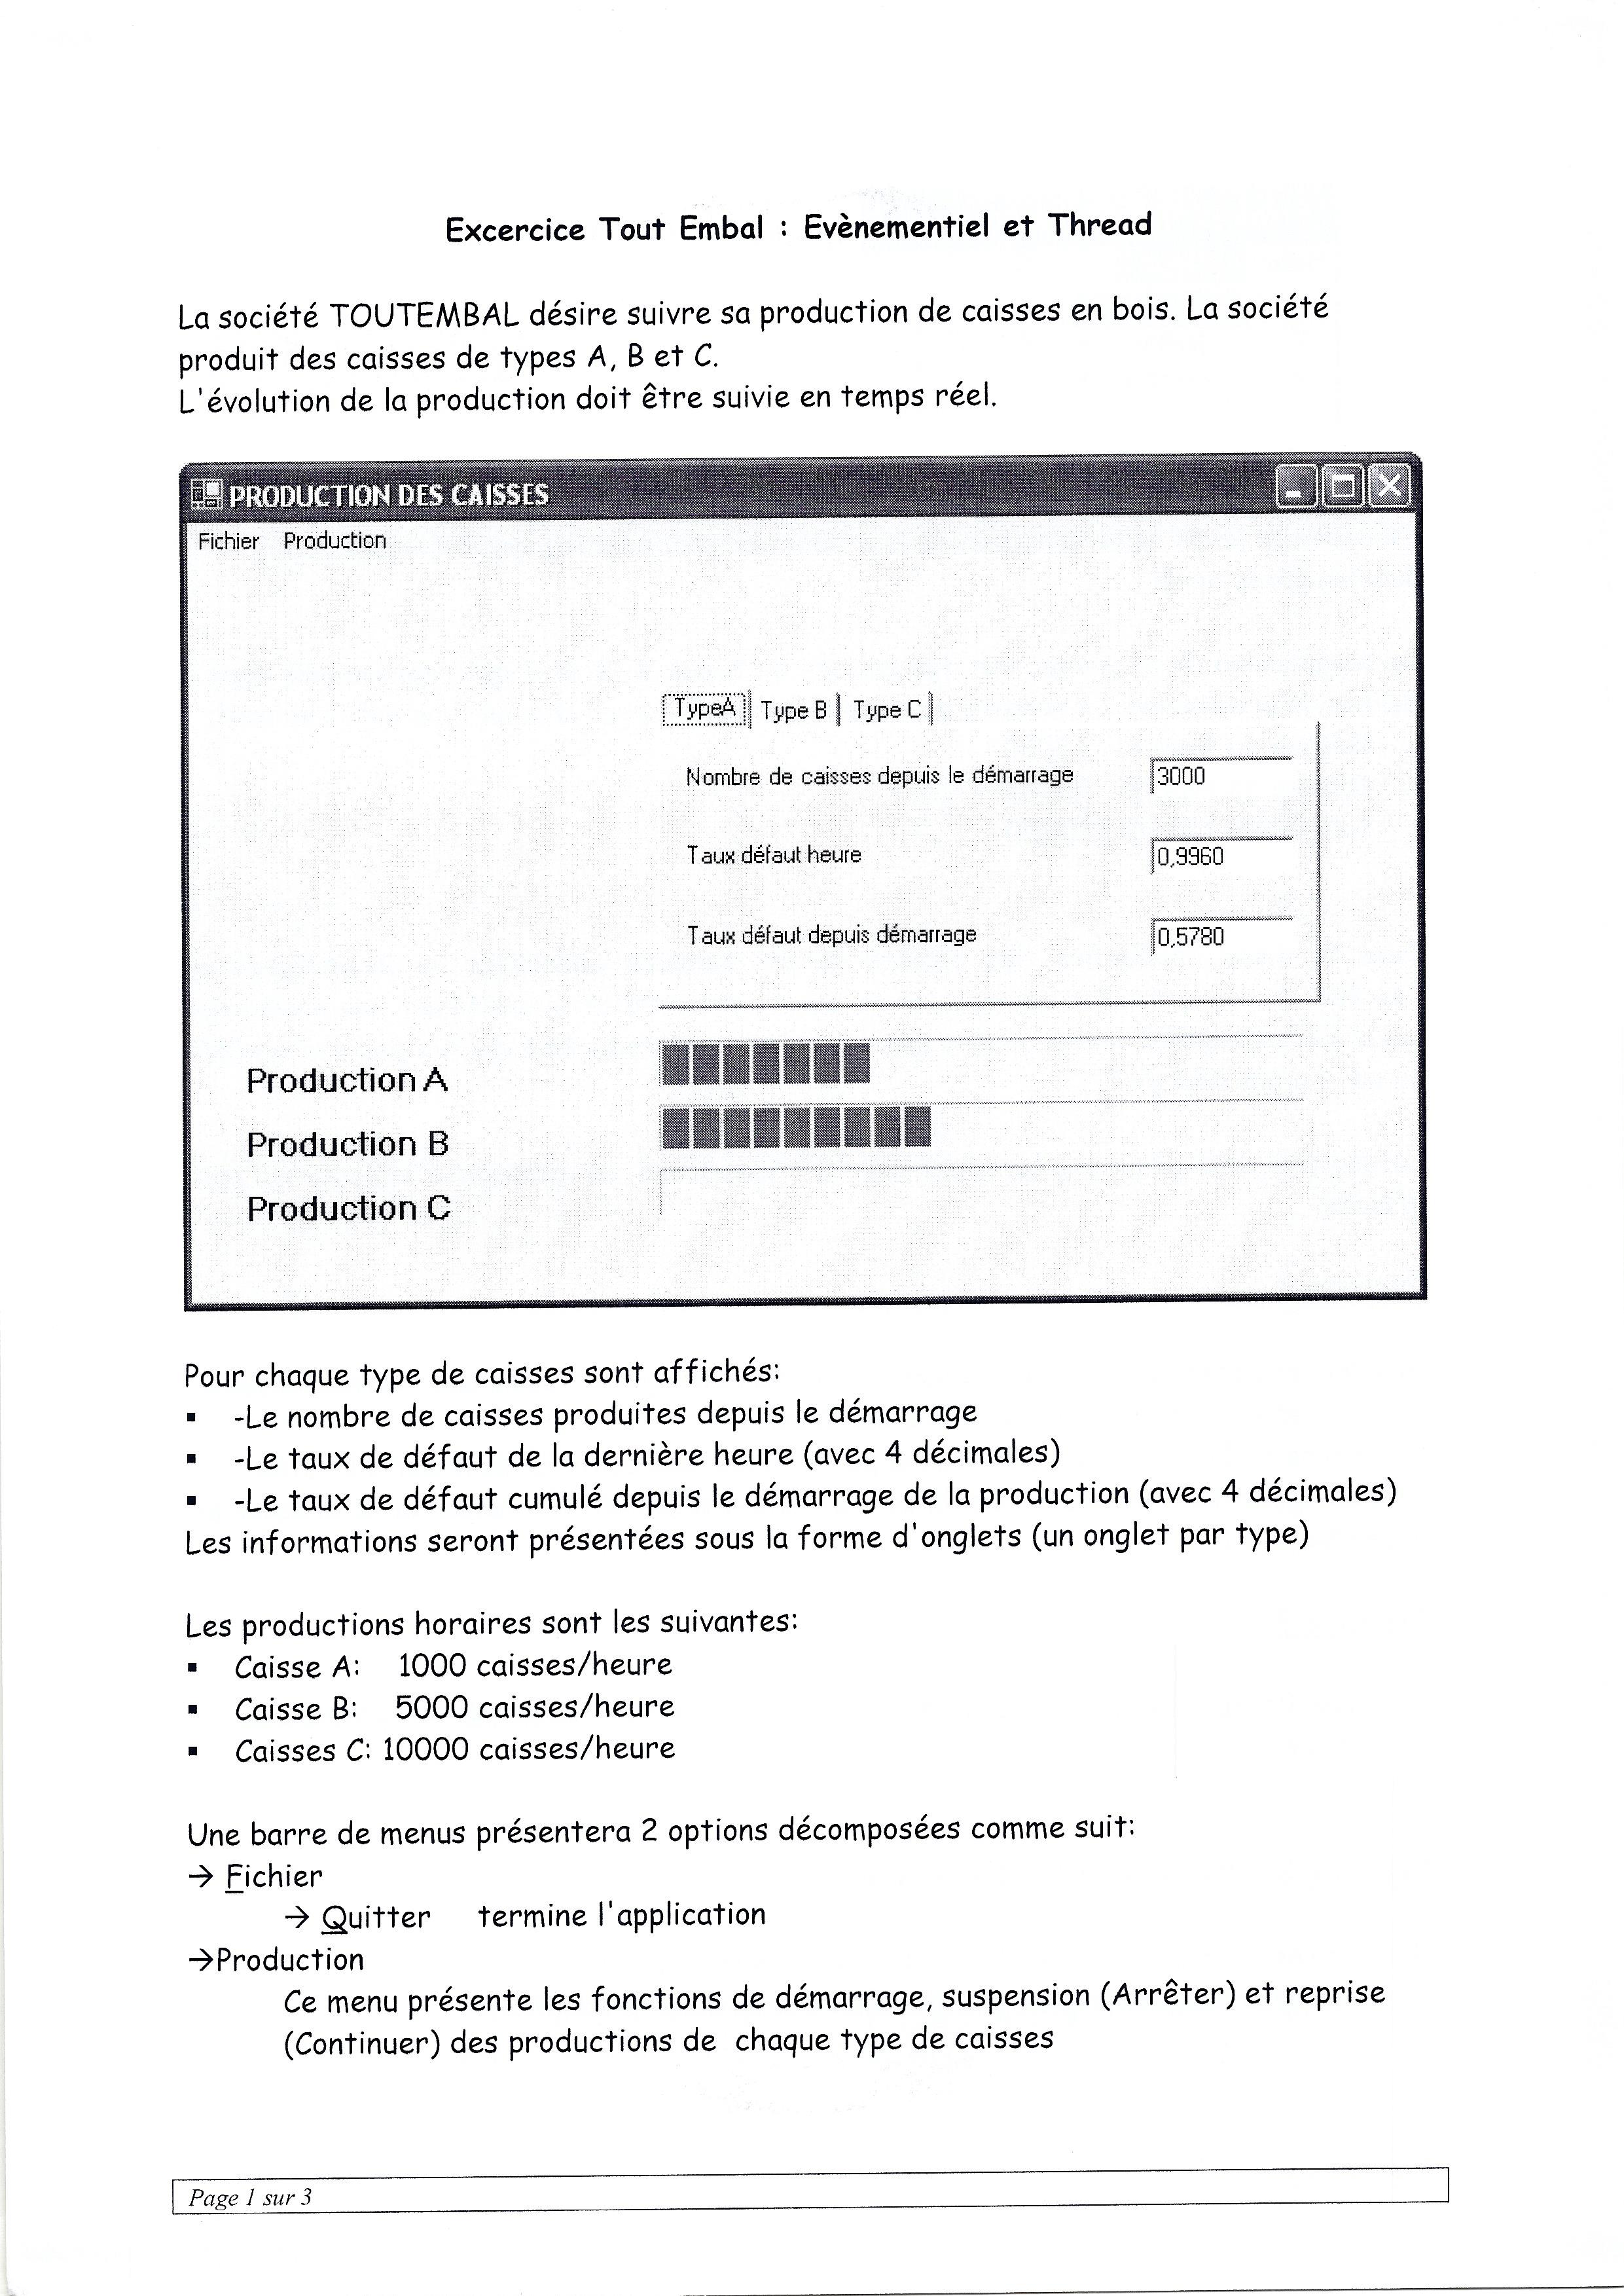 Excercice Tout Embal : Evènementiel et Thread
La société TOUTEMBAL désire suivre sa production de caisses en bois. La société
produit des caisses de types A, B et C.
L'évolution de la production doit être suivie en temps réel.
PRODUCTION DES CAISSES
Fichier Production
TypeA Type B Type C
Nombre de caisses depuis le démarrage 3000
Taux défaut heure 0,9960
Taux défaut depuis démarrage 0,5780
Production A
Production B
Production C
Pour chaque type de caisses sont affichés:
▪ -Le nombre de caisses produites depuis le démarrage
▪ -Le taux de défaut de la dernière heure (avec 4 décimales)
▪ -Le taux de défaut cumulé depuis le démarrage de la production (avec 4 décimales)
Les informations seront présentées sous la forme d'onglets (un onglet par type)
Les productions horaires sont les suivantes:
▪ Caisse A: 1000 caisses/heure
▪ Caisse B: 5000 caisses/heure
▪ Caisses C: 10000 caisses/heure
Une barre de menus présentera 2 options décomposées comme suit:
→ Fichier
→ Quitter termine l'application
→Production
Ce menu présente les fonctions de démarrage, suspension (Arrêter) et reprise
(Continuer) des productions de chaque type de caisses
Page 1 sur 3